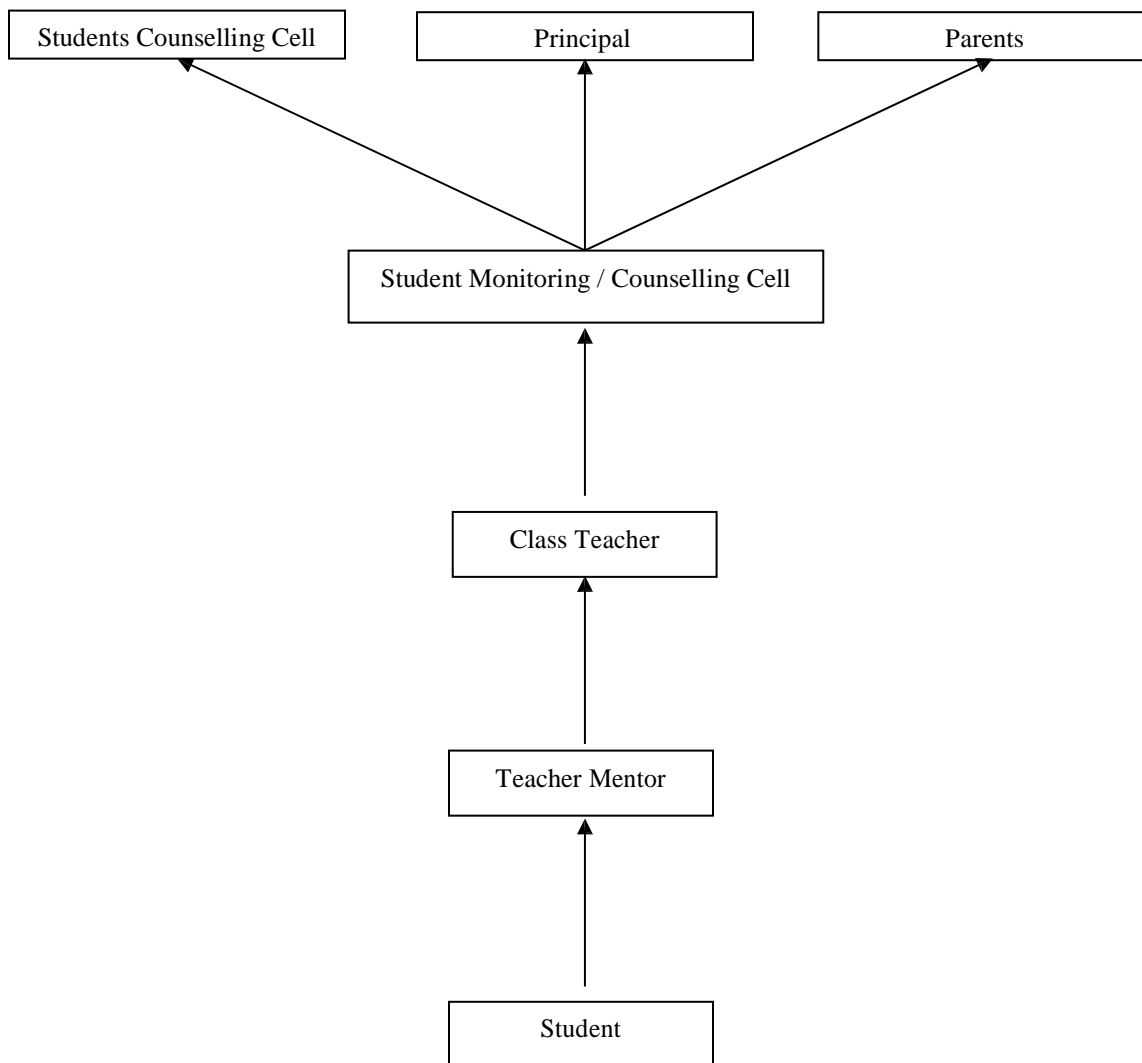 Students Counselling Cell
Principal
Parents
Student Monitoring / Counselling Cell
Class Teacher
Teacher Mentor
Student